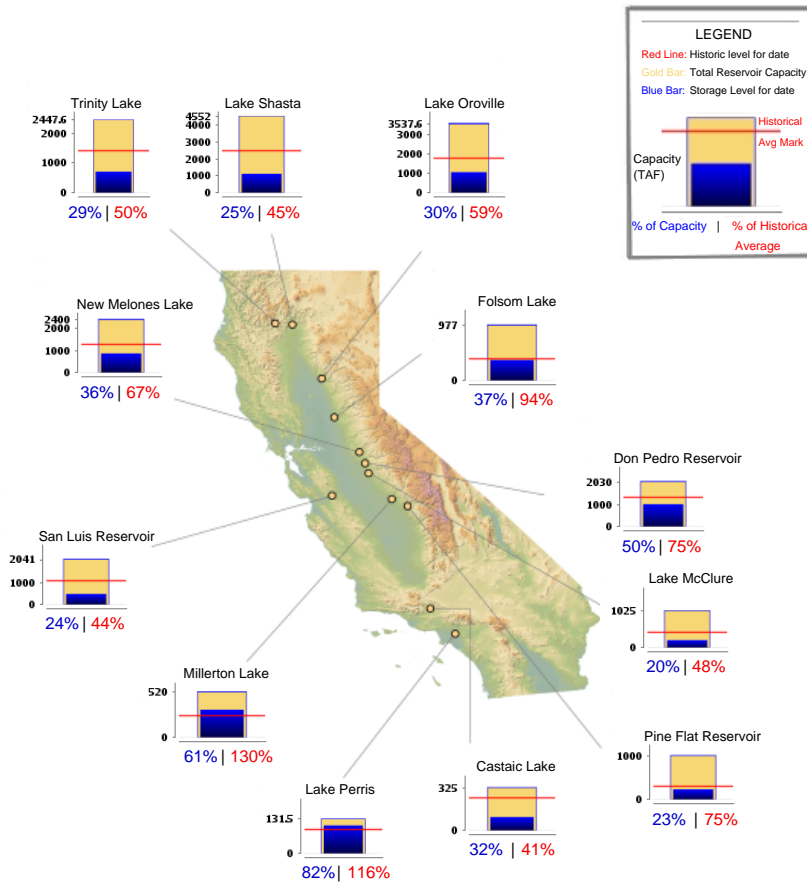 LEGEND
Red Line: Historic level for date
Gold Bar: Total Reservoir Capacity
Blue Bar: Storage Level for date
Historical
Avg Mark
Capacity
(TAF)
% of Capacity | % of Historica
Average
Trinity Lake
2447.6
2000
1000
0
29% | 50%
Lake Shasta
4552
4000
3000
2000
1000
0
25% | 45%
Lake Oroville
3537.6
3000
2000
1000
0
30% | 59%
New Melones Lake
2400
2000
1000
0
36% | 67%
Folsom Lake
977
0
37% | 94%
Don Pedro Reservoir
2030
1000
0
50% | 75%
San Luis Reservoir
2041
1000
0
24% | 44%
Lake McClure
1025
0
20% | 48%
Millerton Lake
520
0
61% | 130%
Pine Flat Reservoir
1000
0
23% | 75%
Castaic Lake
325
0
32% | 41%
Lake Perris
131.5
0
82% | 116%